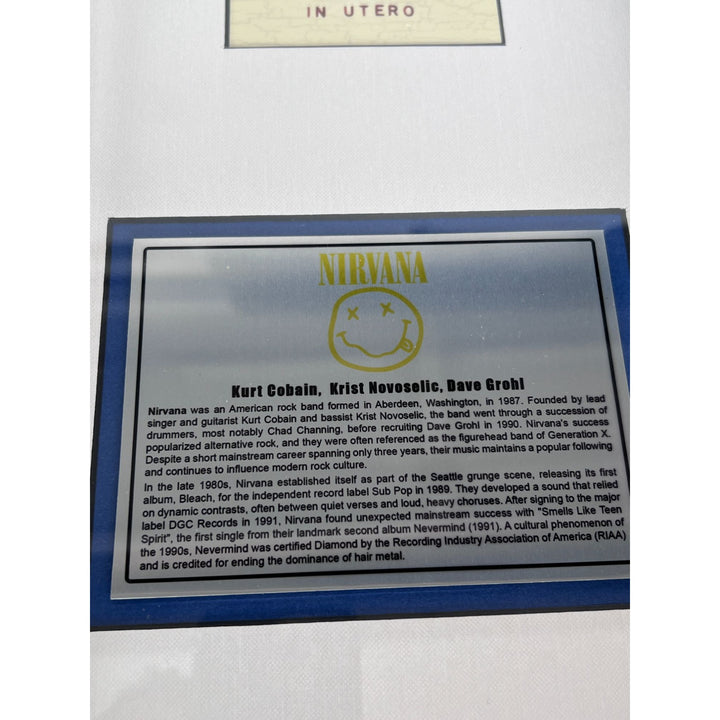 IN UTERO
NIRVANA
Kurt Cobain, Krist Novoselic, Dave Grohl
Nirvana was an American rock band formed in Aberdeen, Washington, in 1987. Founded by lead
singer and guitarist Kurt Cobain and bassist Krist Novoselic, the band went through a succession of
drummers, most notably Chad Channing, before recruiting Dave Grohl in 1990. Nirvana's success
popularized alternative rock, and they were often referenced as the figurehead band of Generation X.
Despite a short mainstream career spanning only three years, their music maintains a popular following
and continues to influence modern rock culture.
In the late 1980s, Nirvana established itself as part of the Seattle grunge scene, releasing its first
album, Bleach, for the independent record label Sub Pop in 1989. They developed a sound that relied
on dynamic contrasts, often between quiet verses and loud, heavy choruses. After signing to the major
label DGC Records in 1991, Nirvana found unexpected mainstream success with "Smells Like Teen
Spirit", the first single from their landmark second album Nevermind (1991). A cultural phenomenon of
the 1990s, Nevermind was certified Diamond by the Recording Industry Association of America (RIAA)
and is credited for ending the dominance of hair metal.